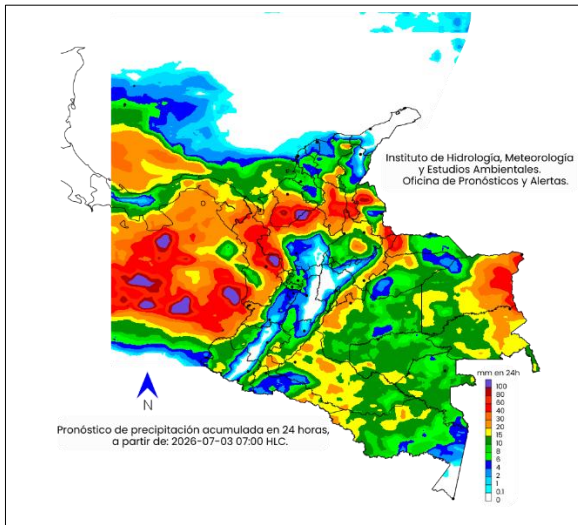 Instituto de Hidrología, Meteorología
y Estudios Ambientales.
Oficina de Pronósticos y Alertas.
mm en 24h
100
80
60
40
30
20
15
10
8
6
4
2
1
0.1
0
N
Pronóstico de precipitación acumulada en 24 horas,
a partir de: 2026-07-03 07:00 HLC.